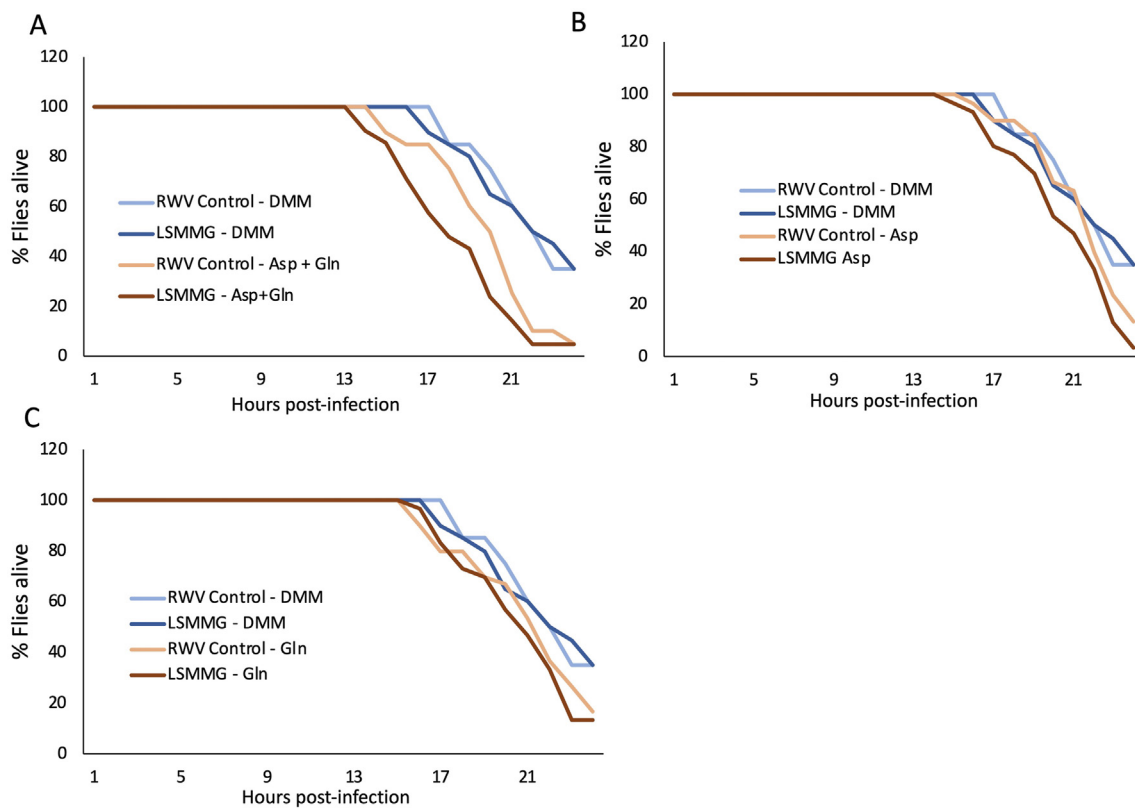 A
120
100
80
60
40
20
0
% Flies alive
RWV Control - DMM
LSMMG - DMM
RWV Control - Asp + Gln
LSMMG - Asp+Gln
1 5 9 13 17 21
Hours post-infection
B
120
100
80
60
40
20
0
% Flies alive
RWV Control - DMM
LSMMG - DMM
RWV Control - Asp
LSMMG Asp
1 5 9 13 17 21
Hours post-infection
C
120
100
80
60
40
20
0
% Flies alive
RWV Control - DMM
LSMMG - DMM
RWV Control - Gln
LSMMG - Gln
1 5 9 13 17 21
Hours post-infection